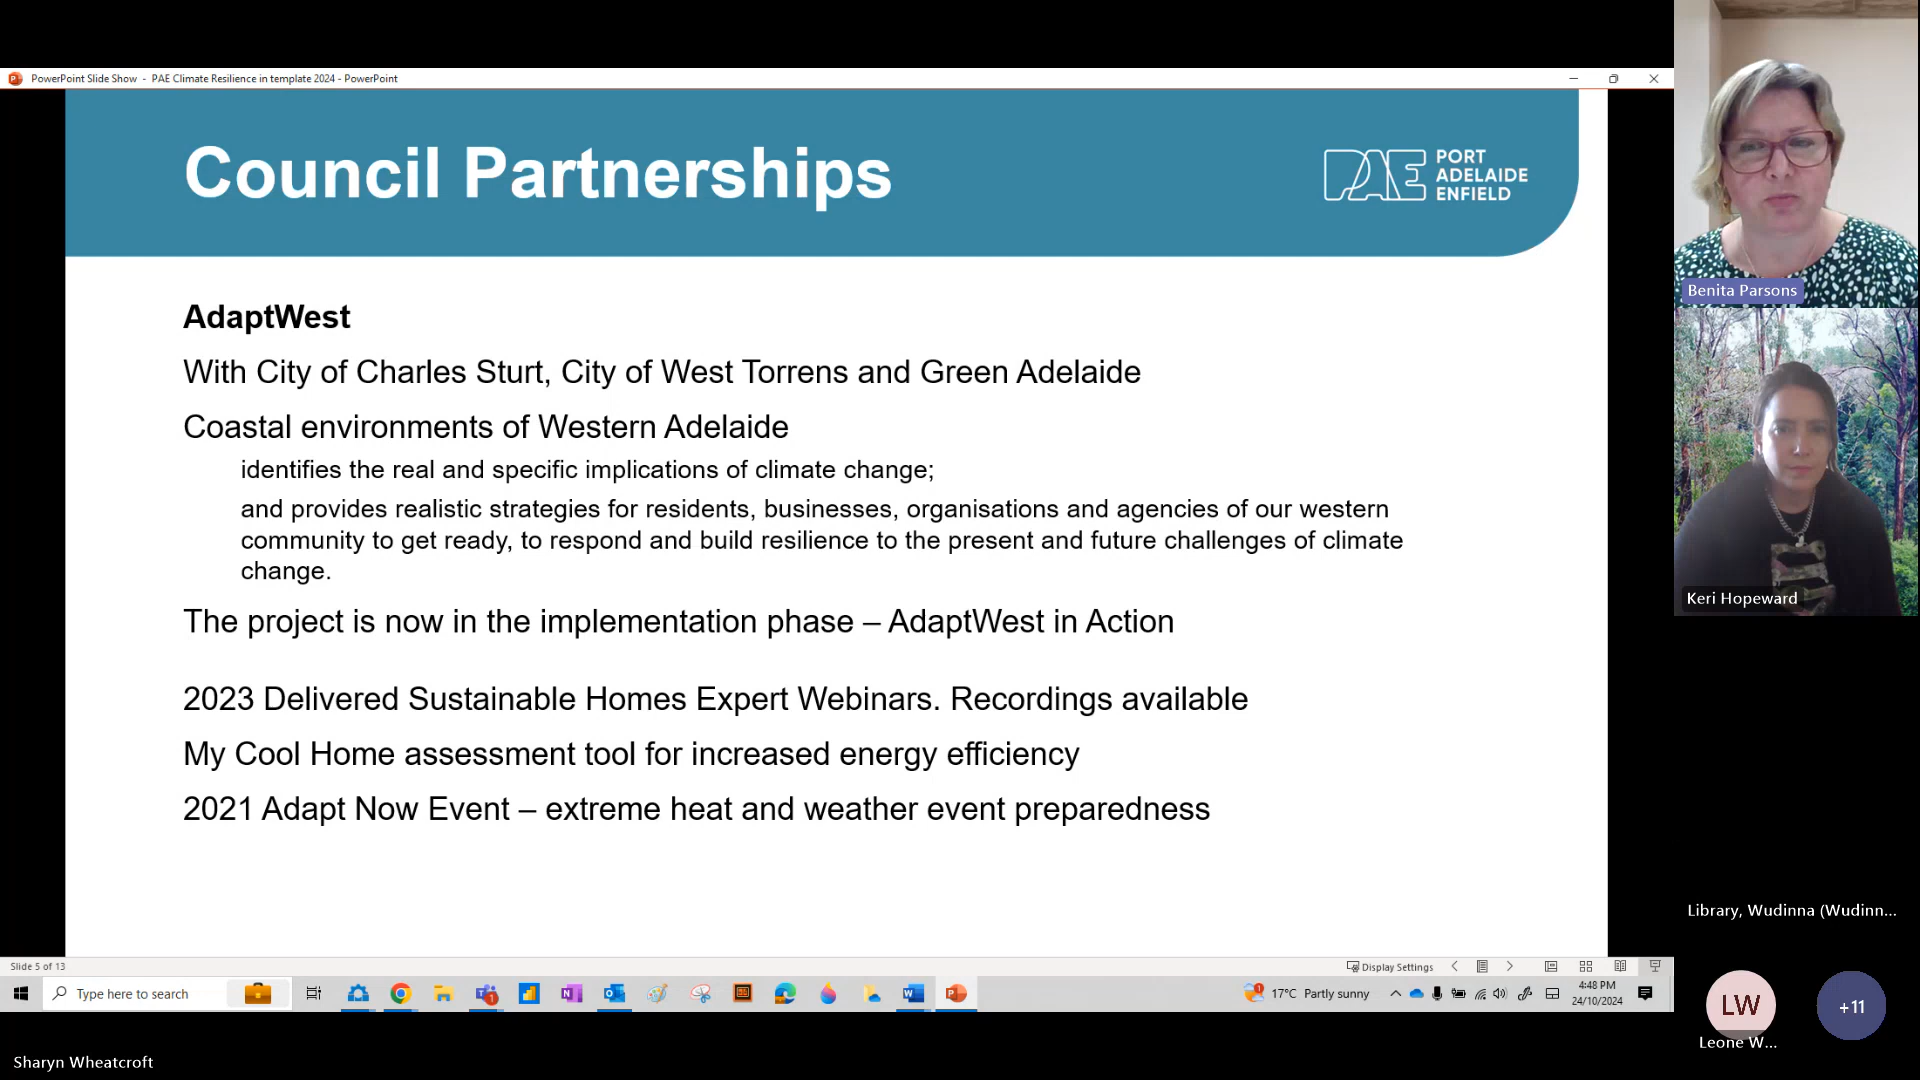 PowerPoint Slide Show - PAE Climate Resilience in template 2024 - PowerPoint
Council Partnerships
PAE
PORT
ADELAIDE
ENFIELD
AdaptWest
With City of Charles Sturt, City of West Torrens and Green Adelaide
Coastal environments of Western Adelaide
identifies the real and specific implications of climate change;
and provides realistic strategies for residents, businesses, organisations and agencies of our western
community to get ready, to respond and build resilience to the present and future challenges of climate
change.
The project is now in the implementation phase – AdaptWest in Action
2023 Delivered Sustainable Homes Expert Webinars. Recordings available
My Cool Home assessment tool for increased energy efficiency
2021 Adapt Now Event – extreme heat and weather event preparedness
Slide 5 of 13
Display Settings
Type here to search
17°C Partly sunny
4:48 PM
24/10/2024
Sharyn Wheatcroft
Benita Parsons
Keri Hopeward
Library, Wudinna (Wudinn...
LW
Leone W...
+11